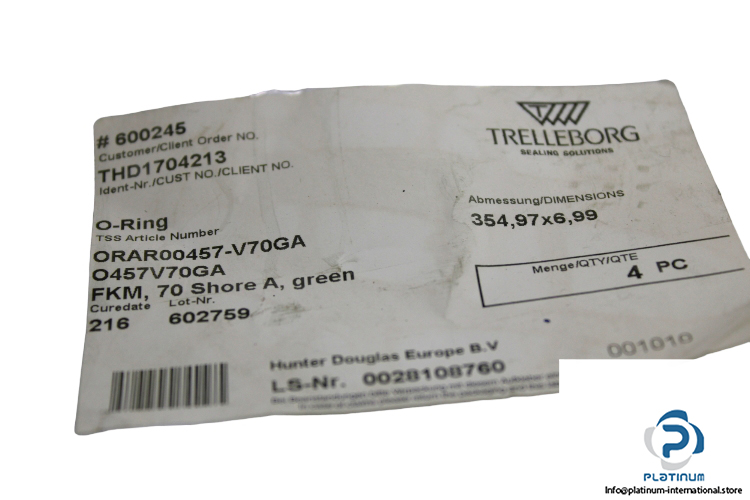 # 600245
Customer/Client Order NO.
THD1704213
Ident-Nr./CUST NO./CLIENT NO.
TRELLEBORG
SEALING SOLUTIONS
O-Ring
TSS Article Number
ORAR00457-V70GA
O457V70GA
FKM, 70 Shore A, green
Curedate Lot-Nr.
216 602759
Abmessung/DIMENSIONS
354,97x6,99
Menge/QTY/QTE
4 PC
Hunter Douglas Europe B.V
LS-Nr. 0028108760
001010
PLATINUM
Info@platinum-international.store